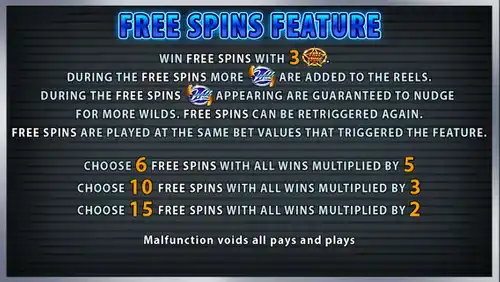 FREE SPINS FEATURE
WIN FREE SPINS WITH 3 .
DURING THE FREE SPINS MORE Wild ARE ADDED TO THE REELS.
DURING THE FREE SPINS Wild APPEARING ARE GUARANTEED TO NUDGE
FOR MORE WILDS. FREE SPINS CAN BE RETRIGGERED AGAIN.
FREE SPINS ARE PLAYED AT THE SAME BET VALUES THAT TRIGGERED THE FEATURE.
CHOOSE 6 FREE SPINS WITH ALL WINS MULTIPLIED BY 5
CHOOSE 10 FREE SPINS WITH ALL WINS MULTIPLIED BY 3
CHOOSE 15 FREE SPINS WITH ALL WINS MULTIPLIED BY 2
Malfunction voids all pays and plays